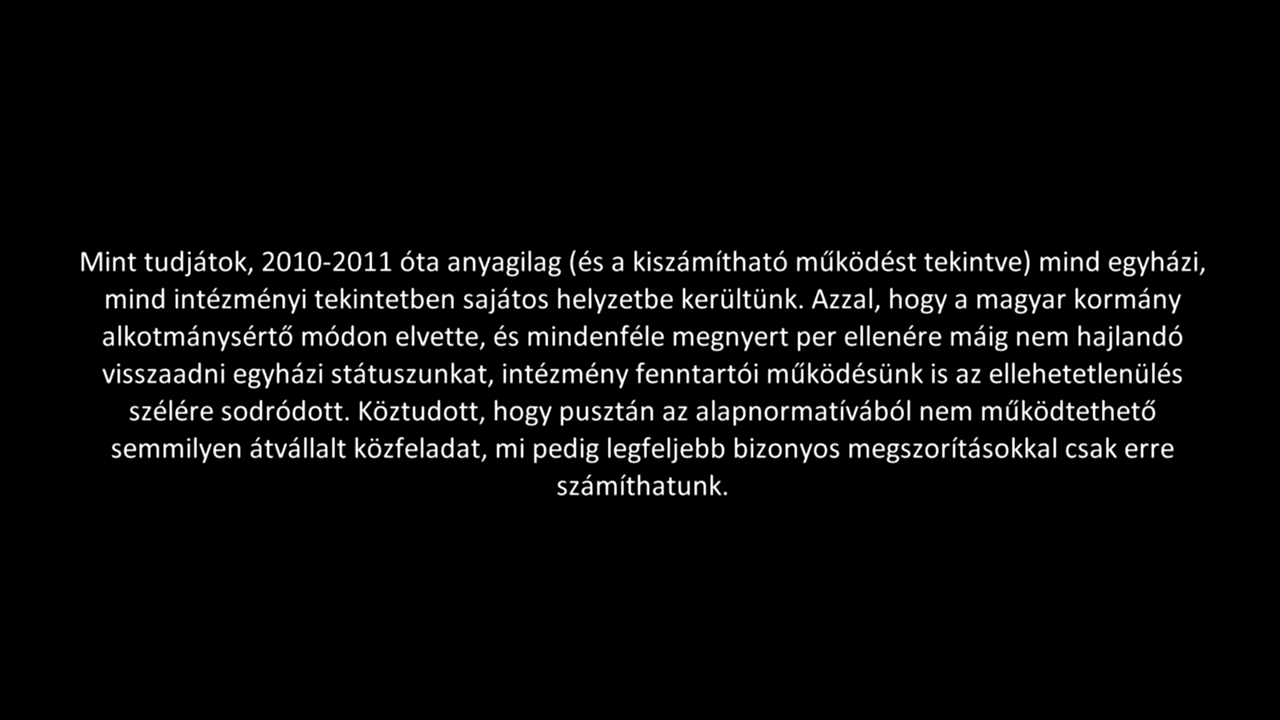 Mint tudjátok, 2010-2011 óta anyagilag (és a kiszámítható működést tekintve) mind egyházi,
mind intézményi tekintetben sajátos helyzetbe kerültünk. Azzal, hogy a magyar kormány
alkotmánysértő módon elvette, és mindenféle megnyert per ellenére máig nem hajlandó
visszaadni egyházi státuszunkat, intézmény fenntartói működésünk is az ellehetetlenülés
szélére sodródott. Köztudott, hogy pusztán az alapnormatívából nem működtethető
semmilyen átvállalt közfeladat, mi pedig legfeljebb bizonyos megszorításokkal csak erre
számíthatunk.